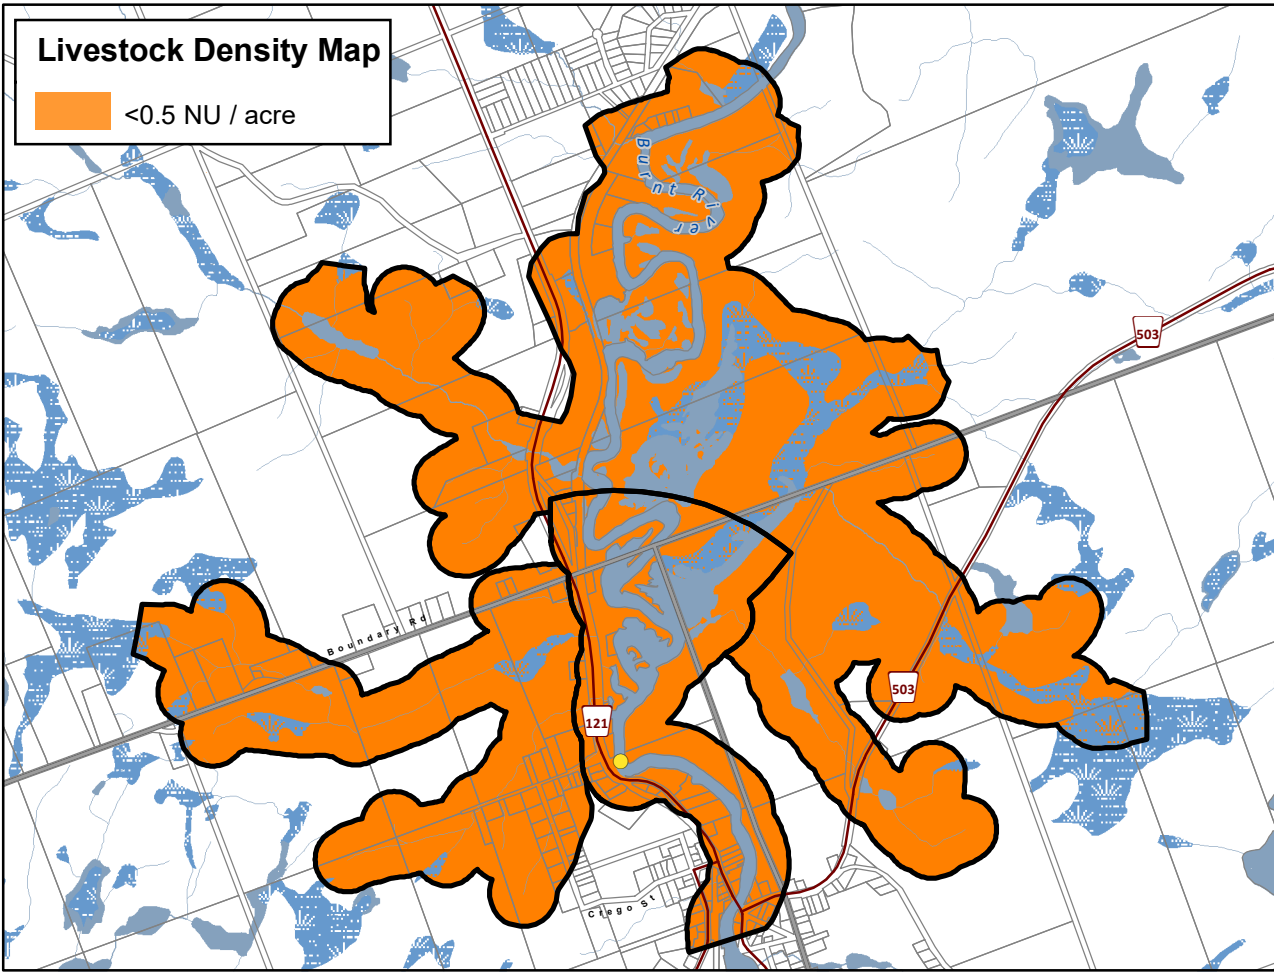 Livestock Density Map
<0.5 NU / acre
Burnt River
503
Boundary Rd
503
121
Crego St